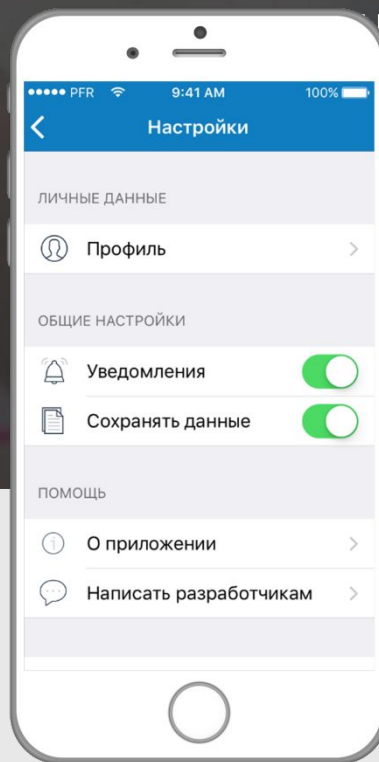 PFR 9:41 AM 100%
Настройки
ЛИЧНЫЕ ДАННЫЕ
Профиль
ОБЩИЕ НАСТРОЙКИ
Уведомления
Сохранять данные
ПОМОЩЬ
О приложении
Написать разработчикам